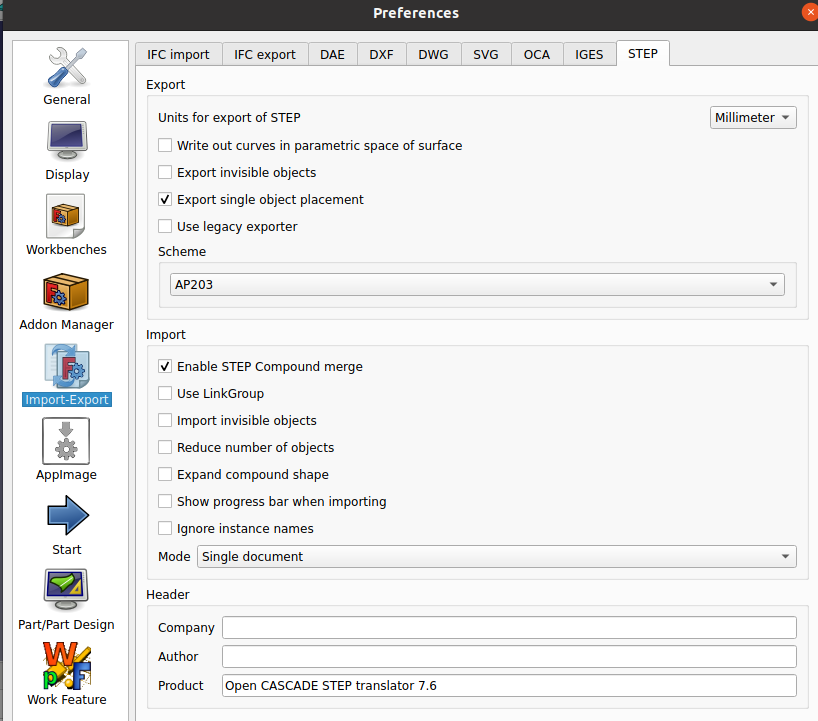 Preferences
IFC import IFC export DAE DXF DWG SVG OCA IGES STEP
General
Display
Workbenches
Addon Manager
Import-Export
AppImage
Start
Part/Part Design
Work Feature
Export
Units for export of STEP Millimeter
Write out curves in parametric space of surface
Export invisible objects
Export single object placement
Use legacy exporter
Scheme
AP203
Import
Enable STEP Compound merge
Use LinkGroup
Import invisible objects
Reduce number of objects
Expand compound shape
Show progress bar when importing
Ignore instance names
Mode Single document
Header
Company
Author
Product Open CASCADE STEP translator 7.6